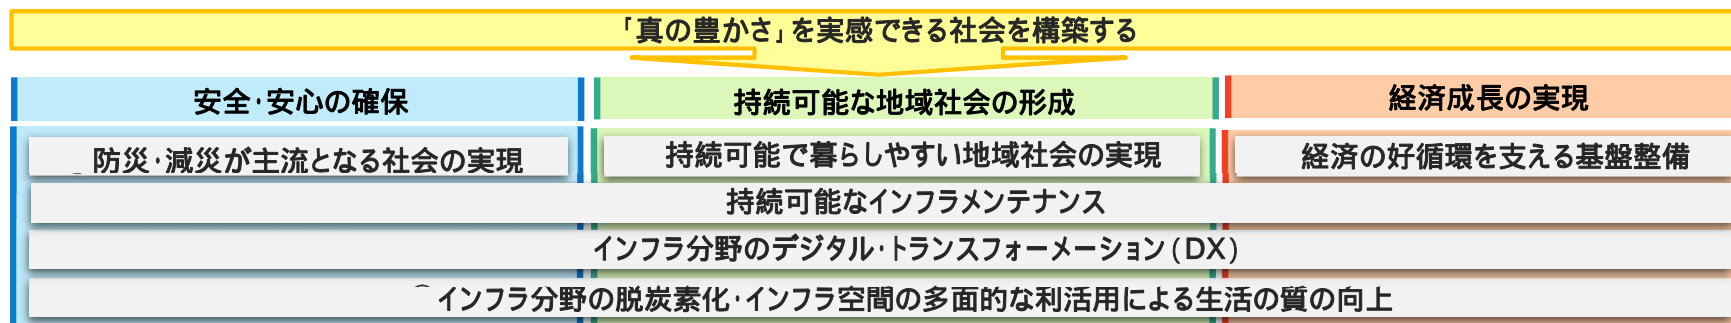 「真の豊かさ」を実感できる社会を構築する
安全・安心の確保
持続可能な地域社会の形成
経済成長の実現
防災・減災が主流となる社会の実現
持続可能で暮らしやすい地域社会の実現
経済の好循環を支える基盤整備
持続可能なインフラメンテナンス
インフラ分野のデジタル・トランスフォーメーション(DX)
インフラ分野の脱炭素化・インフラ空間の多面的な利活用による生活の質の向上